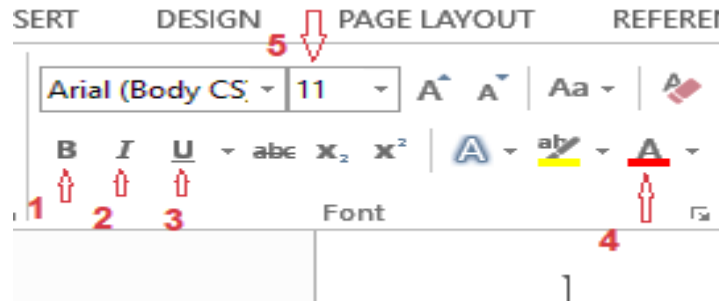 SERT DESIGN PAGE LAYOUT REFEREN
5
Arial (Body CS 11 A A Aa A
B I U abc X₂ X² A ab A
1 2 3 Font
4